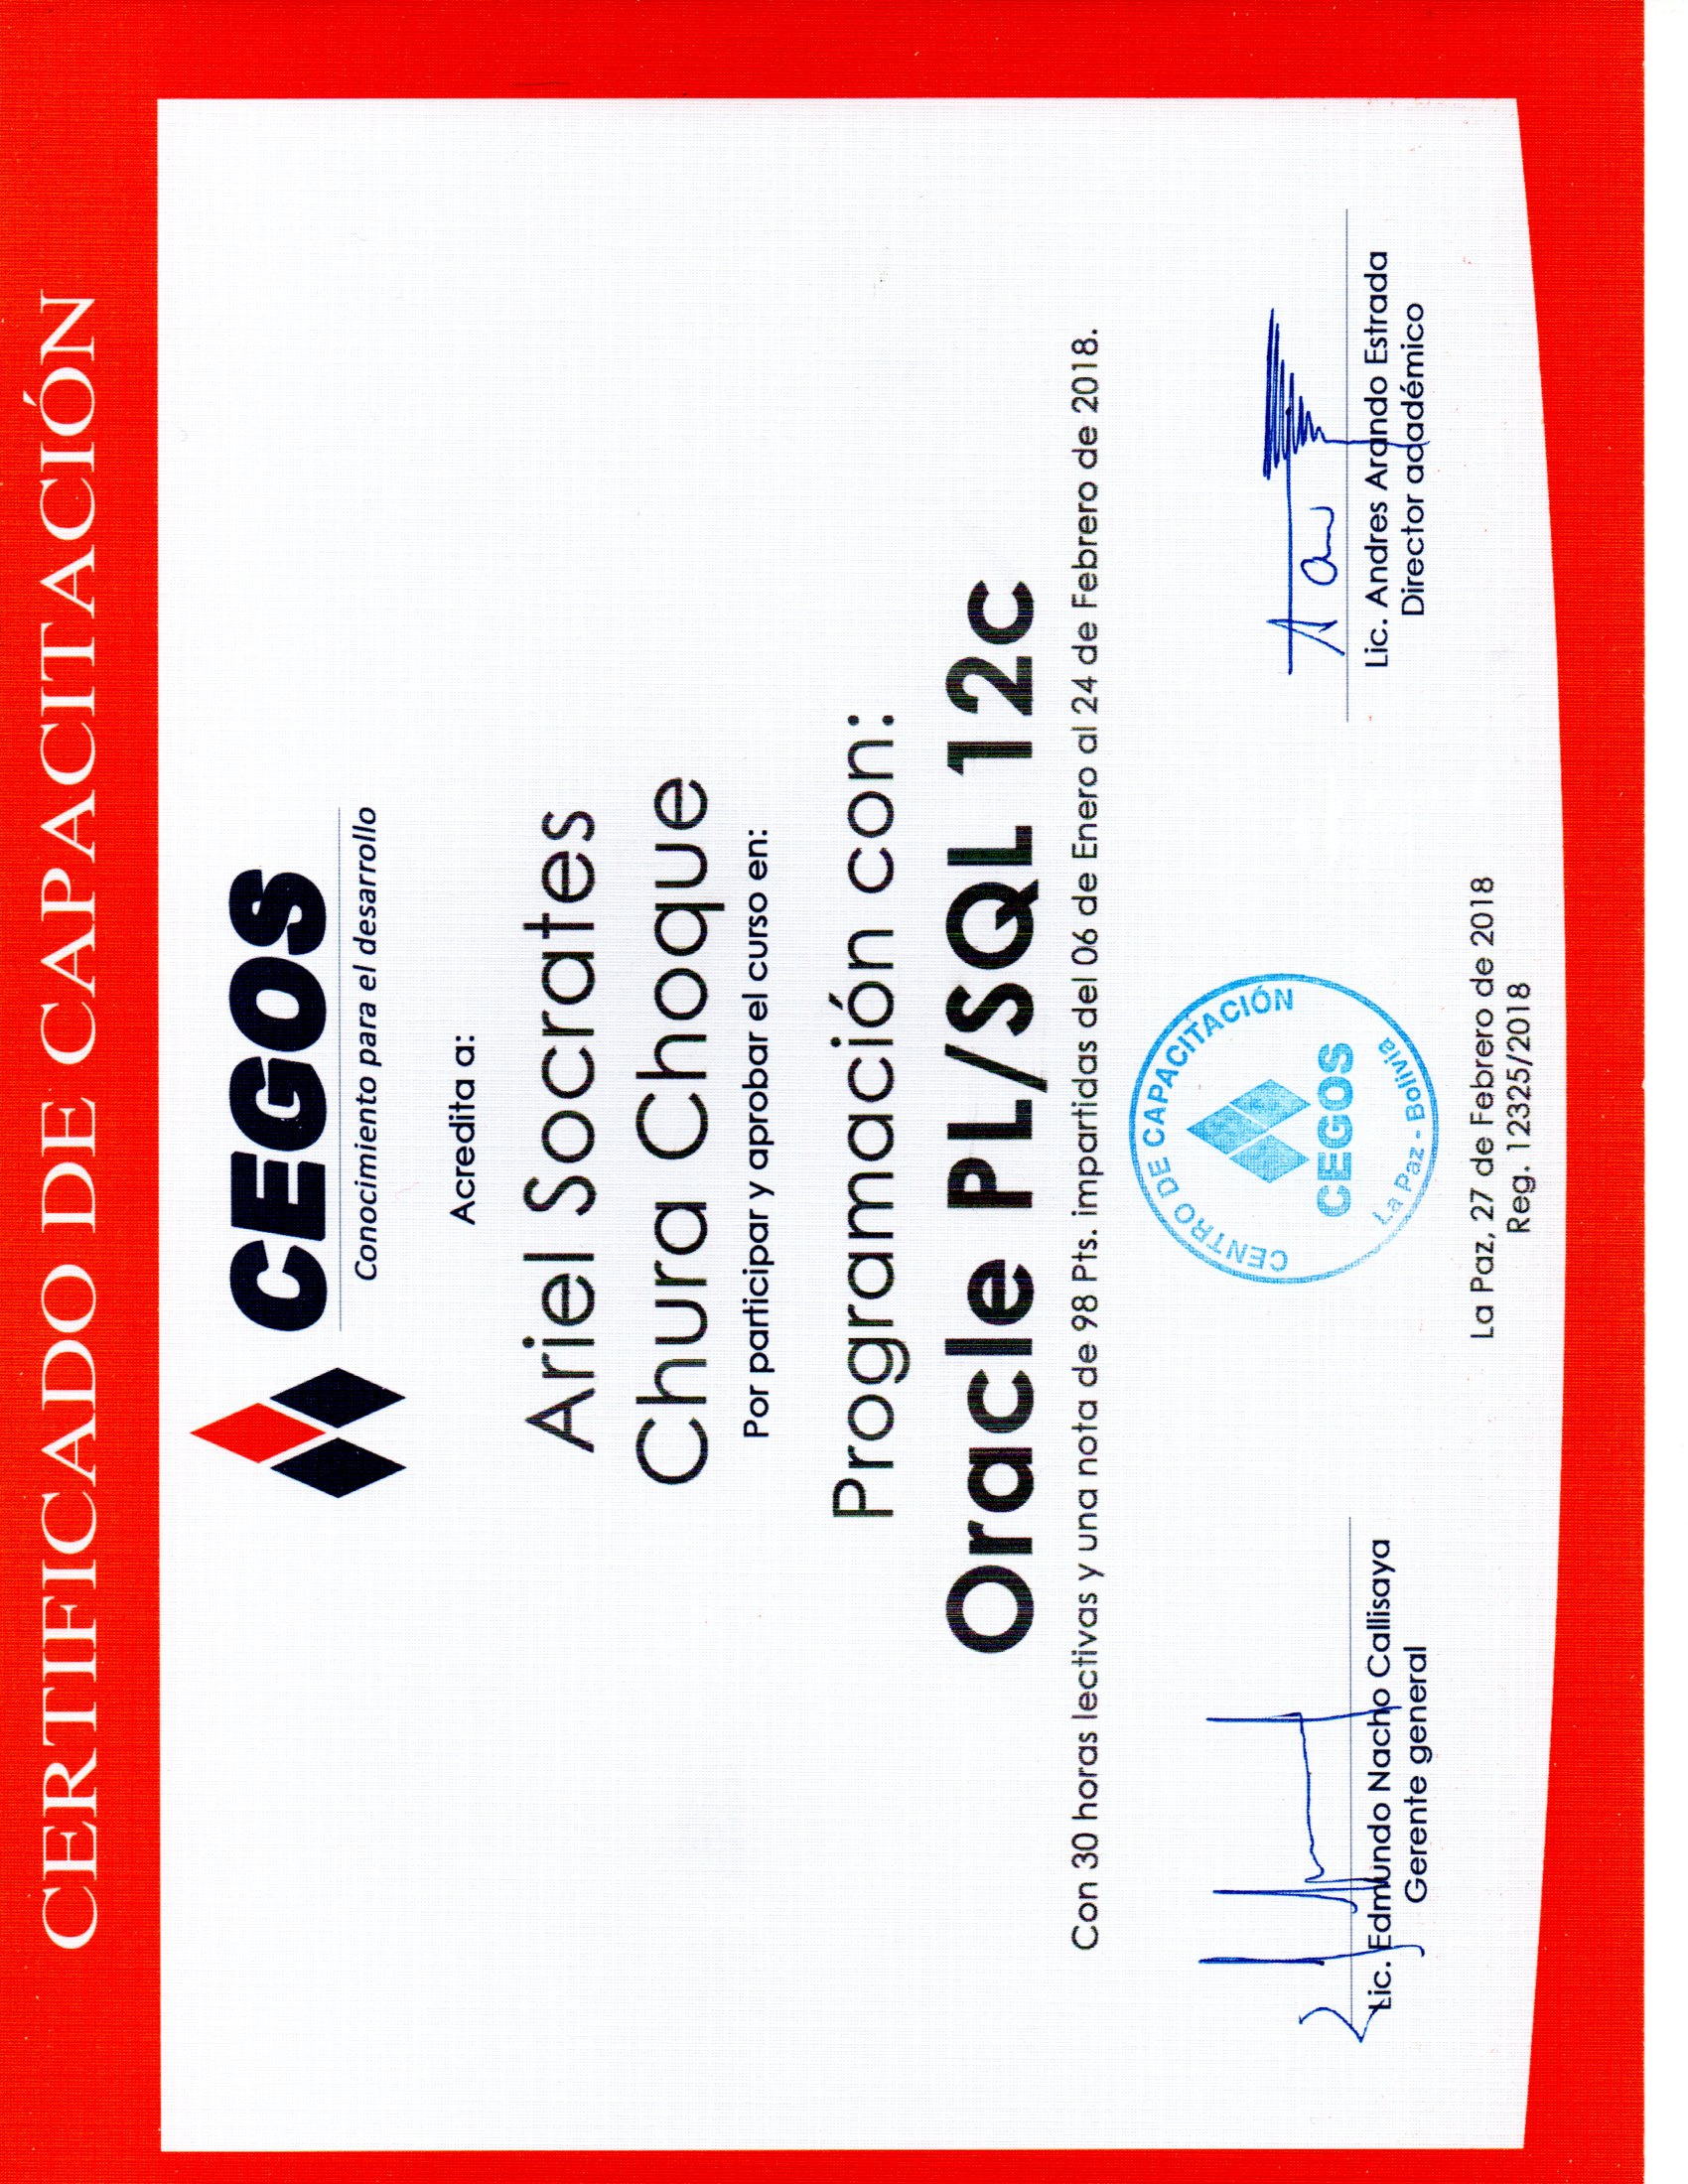 CERTIFICADO DE CAPACITACIÓN
CEGOS
Conocimiento para el desarrollo
Acredita a:
Ariel Socrates
Chura Choque
Por participar y aprobar el curso en:
Programación con:
Oracle PL/SQL 12c
Con 30 horas lectivas y una nota de 98 Pts. impartidas del 06 de Enero al 24 de Febrero de 2018.
CENTRO DE CAPACITACIÓN
CEGOS
La Paz - Bolivia
Lic. Edmundo Nacho Callisaya
Gerente general
Lic. Andres Arando Estrada
Director académico
La Paz, 27 de Febrero de 2018
Reg. 12325/2018